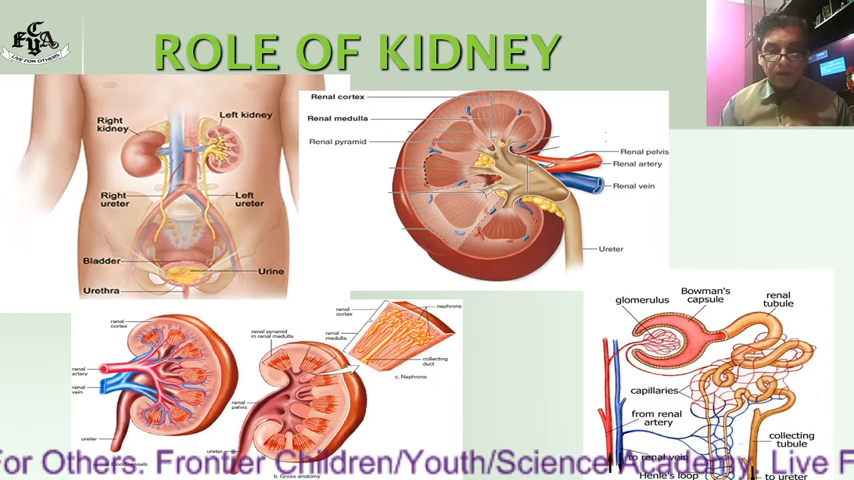 C
F E A
Y
LIVE FOR OTHERS
ROLE OF KIDNEY
Right
kidney
Left kidney
Right
ureter
Left
ureter
Bladder
Urine
Urethra
Renal cortex
Renal medulla
Renal pyramid
Renal pelvis
Renal artery
Renal vein
Ureter
renal
cortex
renal
artery
renal
vein
ureter
renal pyramid
in renal medulla
renal
pelvis
ureter
b. Gross anatomy
renal
cortex
nephrons
renal
medulla
collecting
duct
c. Nephrons
glomerulus
Bowman's
capsule
renal
tubule
capillaries
from renal
artery
collecting
tubule
to renal vein
Henle's loop
to ureter
For Others. Frontier Children/Youth/Science Academy. Live F